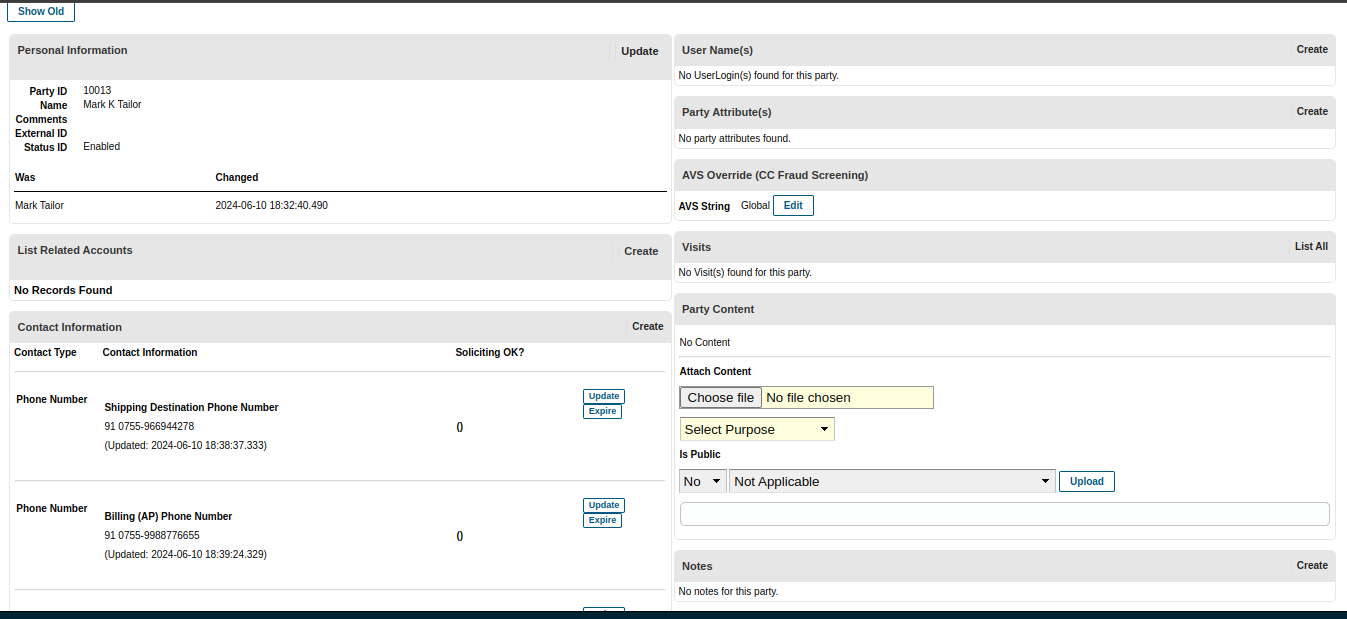 Show Old
Personal Information
Update
Party ID 10013
Name Mark K Tailor
Comments
External ID
Status ID Enabled
Was Changed
Mark Tailor 2024-06-10 18:32:40.490
List Related Accounts
Create
No Records Found
Contact Information
Create
Contact Type Contact Information Soliciting OK?
Phone Number
Shipping Destination Phone Number
91 0755-966944278
(Updated: 2024-06-10 18:38:37.333)
()
Update
Expire
Phone Number
Billing (AP) Phone Number
91 0755-9988776655
(Updated: 2024-06-10 18:39:24.329)
()
Update
Expire
User Name(s)
Create
No UserLogin(s) found for this party.
Party Attribute(s)
Create
No party attributes found.
AVS Override (CC Fraud Screening)
AVS String Global Edit
Visits
List All
No Visit(s) found for this party.
Party Content
No Content
Attach Content
Choose file No file chosen
Select Purpose
Is Public
No Not Applicable Upload
Notes
Create
No notes for this party.